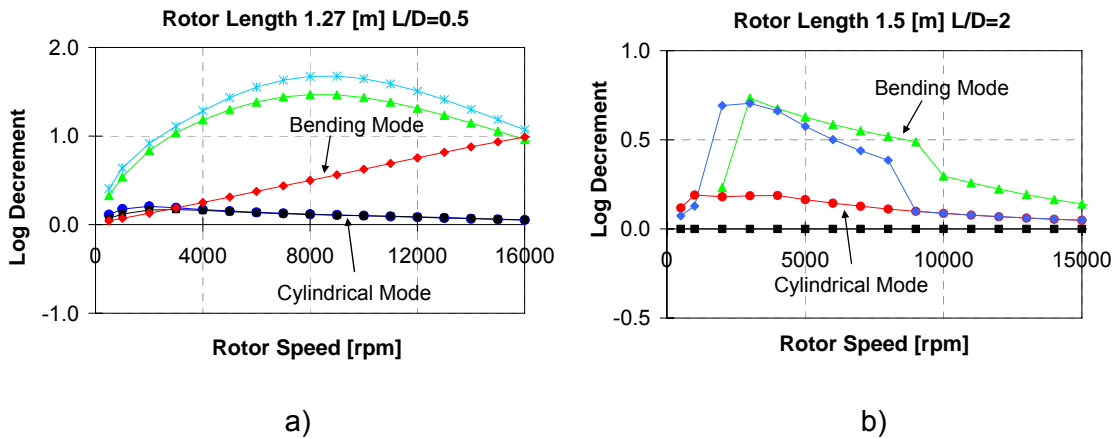 Rotor Length 1.27 [m] L/D=0.5
2.0
1.0
0.0
-1.0
0
4000
8000
12000
16000
Log Decrement
Bending Mode
Cylindrical Mode
Rotor Speed [rpm]
a)
Rotor Length 1.5 [m] L/D=2
1.0
0.5
0.0
-0.5
0
5000
10000
15000
Log Decrement
Bending Mode
Cylindrical Mode
Rotor Speed [rpm]
b)